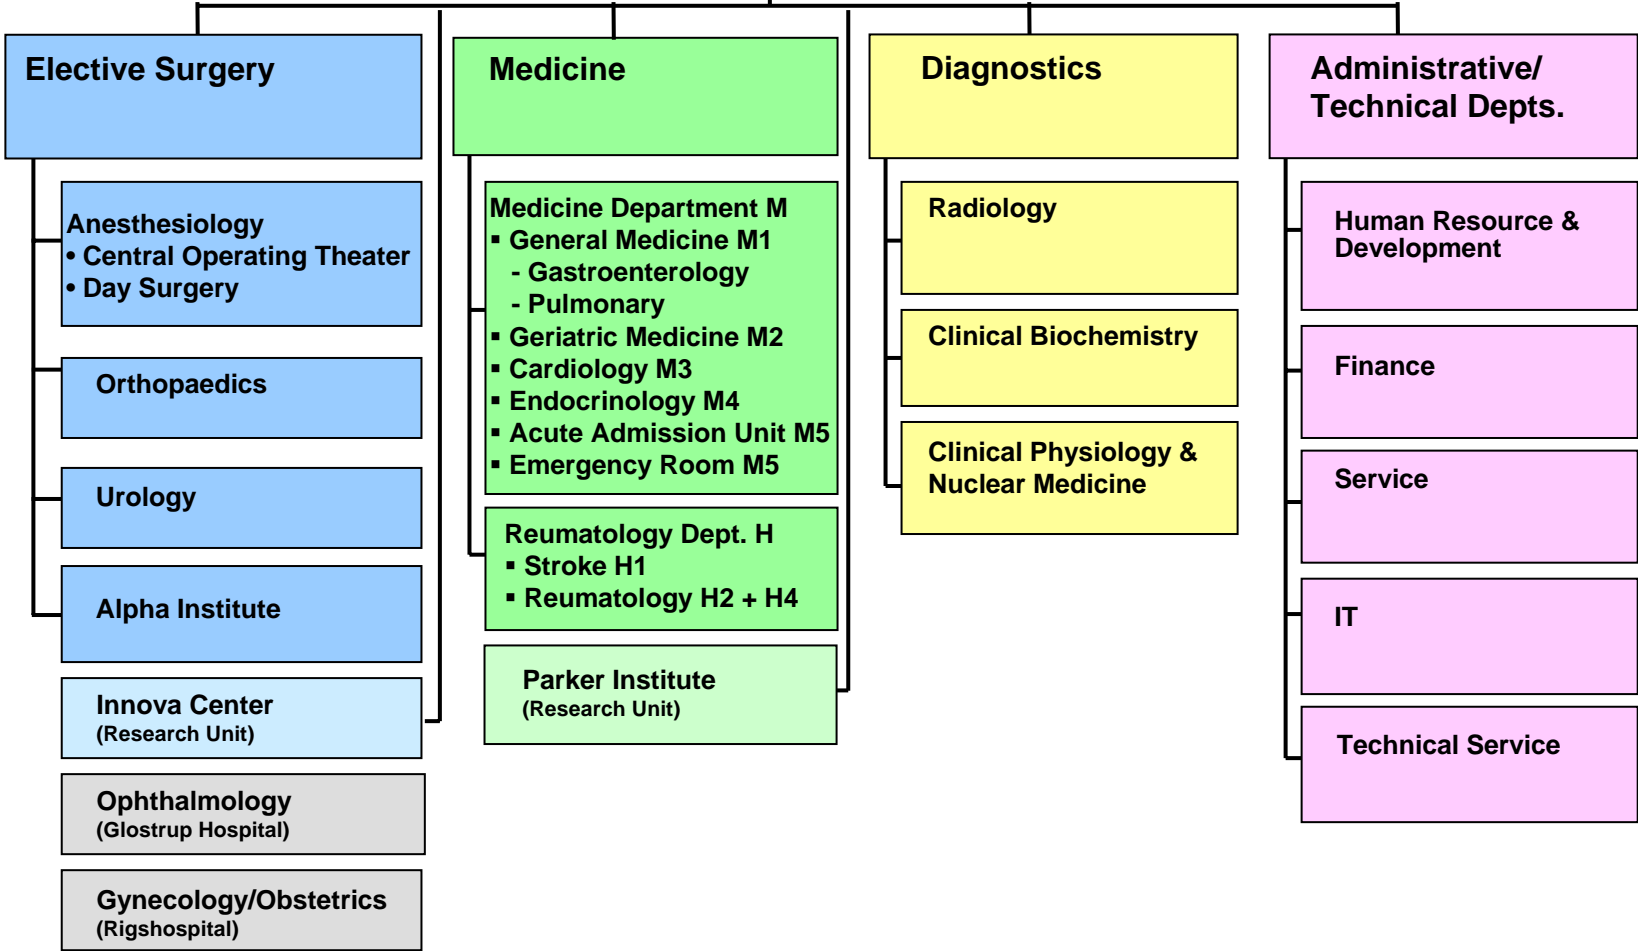 Elective Surgery
Anesthesiology
• Central Operating Theater
• Day Surgery
Orthopaedics
Urology
Alpha Institute
Innova Center
(Research Unit)
Ophthalmology
(Glostrup Hospital)
Gynecology/Obstetrics
(Rigshospital)
Medicine
Medicine Department M
▪ General Medicine M1
- Gastroenterology
- Pulmonary
▪ Geriatric Medicine M2
▪ Cardiology M3
▪ Endocrinology M4
▪ Acute Admission Unit M5
▪ Emergency Room M5
Reumatology Dept. H
▪ Stroke H1
▪ Reumatology H2 + H4
Parker Institute
(Research Unit)
Diagnostics
Radiology
Clinical Biochemistry
Clinical Physiology &
Nuclear Medicine
Administrative/
Technical Depts.
Human Resource &
Development
Finance
Service
IT
Technical Service